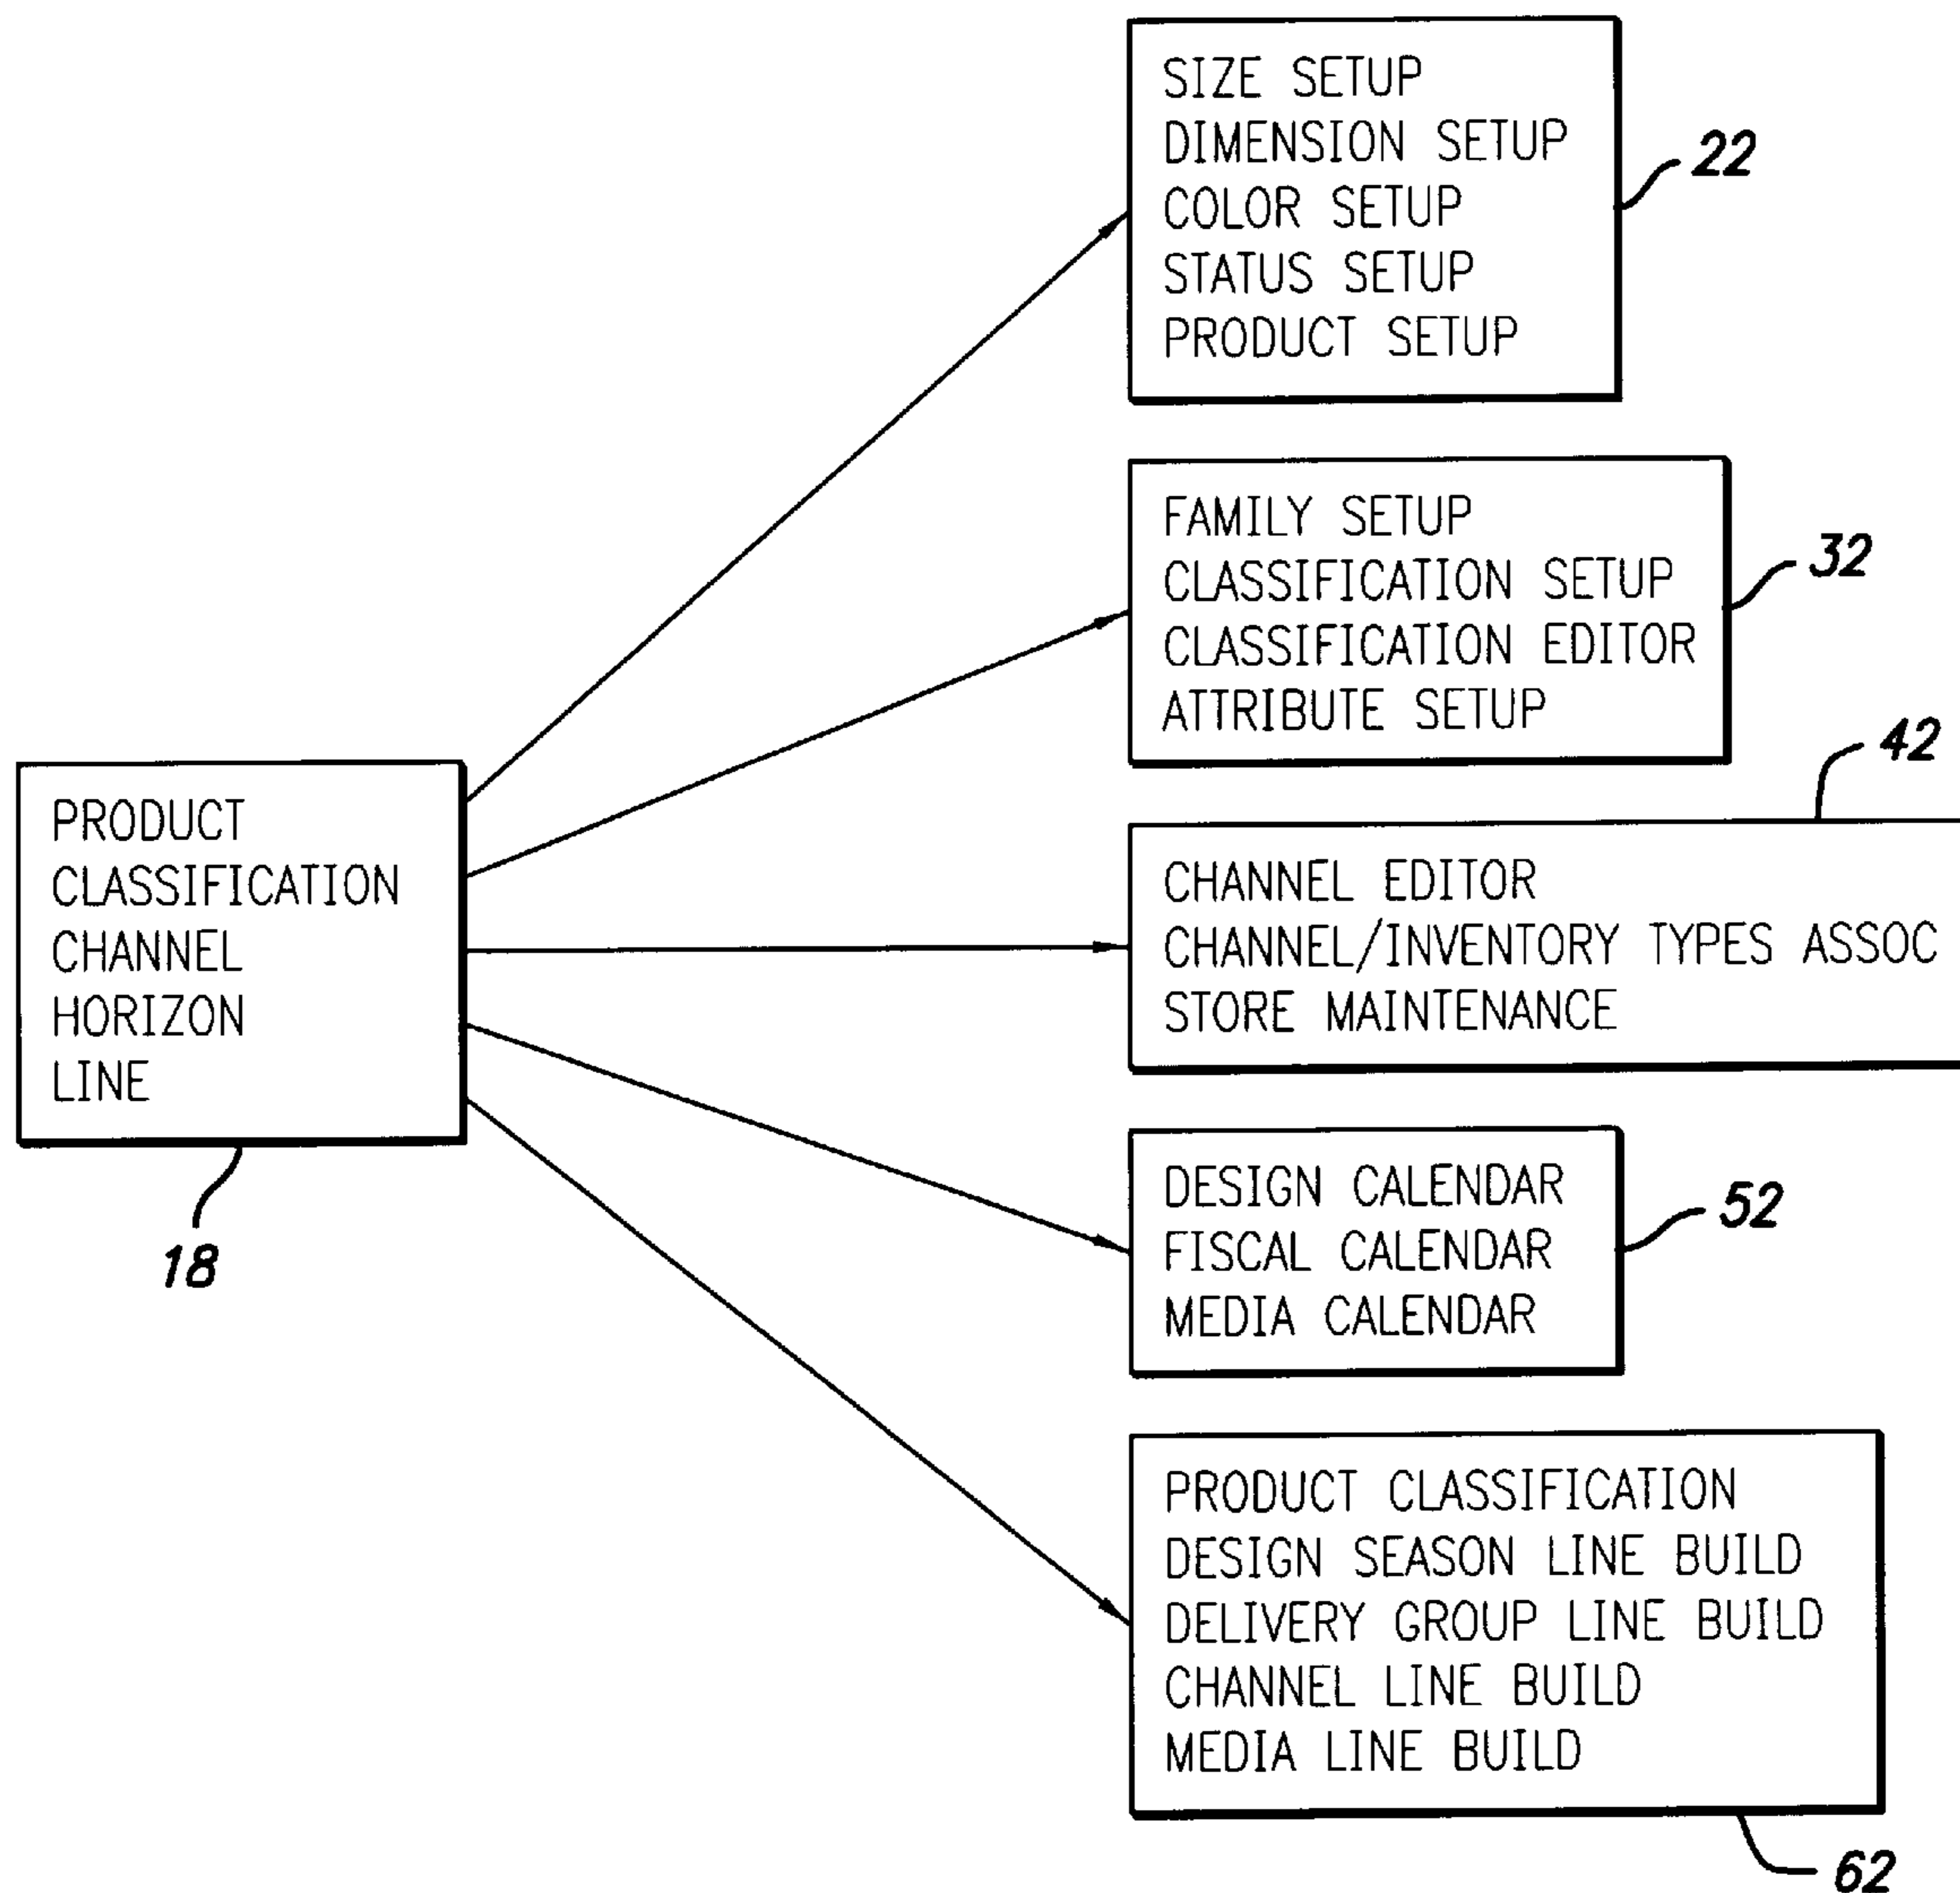 SIZE SETUP
DIMENSION SETUP
COLOR SETUP
STATUS SETUP
PRODUCT SETUP
22
FAMILY SETUP
CLASSIFICATION SETUP
CLASSIFICATION EDITOR
ATTRIBUTE SETUP
32
PRODUCT
CLASSIFICATION
CHANNEL
HORIZON
LINE
18
42
CHANNEL EDITOR
CHANNEL/INVENTORY TYPES ASSOC
STORE MAINTENANCE
DESIGN CALENDAR
FISCAL CALENDAR
MEDIA CALENDAR
52
PRODUCT CLASSIFICATION
DESIGN SEASON LINE BUILD
DELIVERY GROUP LINE BUILD
CHANNEL LINE BUILD
MEDIA LINE BUILD
62